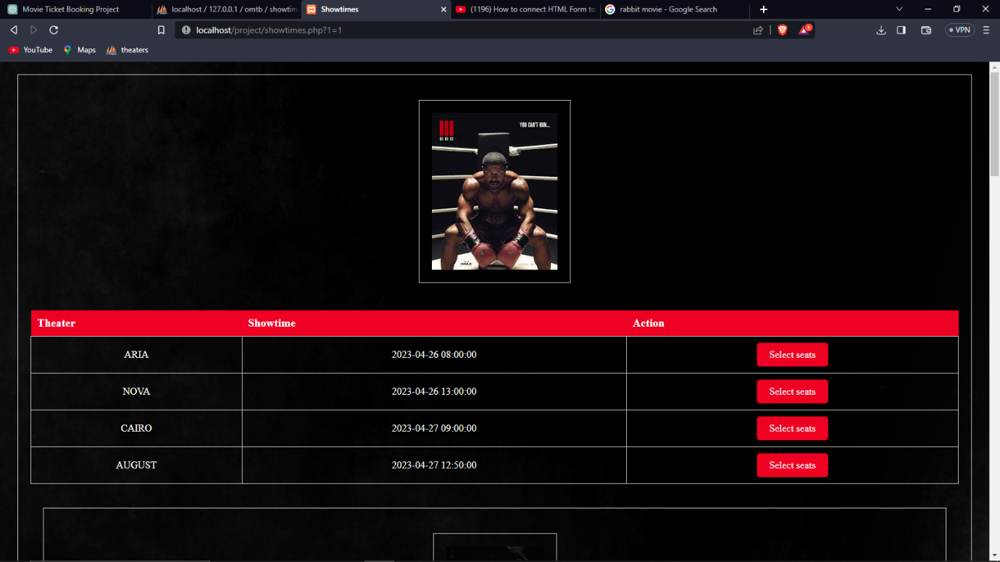 Movie Ticket Booking Project
localhost / 127.0.0.1 / omtb / showtim
Showtimes
(1196) How to connect HTML Form to
rabbit movie - Google Search
localhost/project/showtimes.php?1=1
1
VPN
YouTube
Maps
theaters
III
03 03 23
YOU CAN'T RUN...
IMAX
Theater Showtime Action
ARIA 2023-04-26 08:00:00 Select seats
NOVA 2023-04-26 13:00:00 Select seats
CAIRO 2023-04-27 09:00:00 Select seats
AUGUST 2023-04-27 12:50:00 Select seats